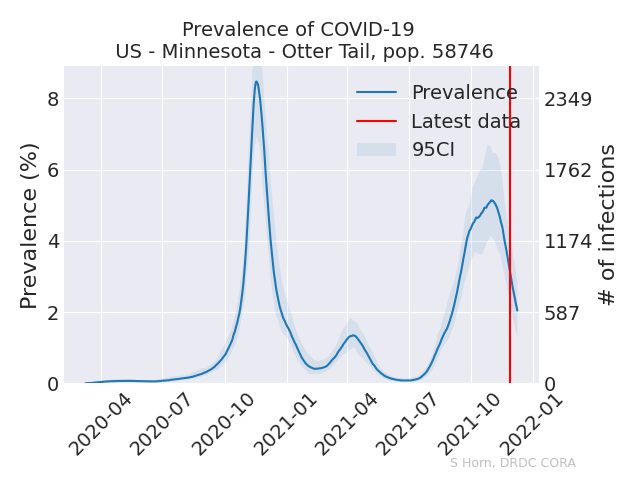 Prevalence of COVID-19
US - Minnesota - Otter Tail, pop. 58746
Prevalence
Latest data
95CI
Prevalence (%)
8
6
4
2
0
2349
1762
1174
587
0
# of infections
2020-04
2020-07
2020-10
2021-01
2021-04
2021-07
2021-10
2022-01
S Horn, DRDC CORA